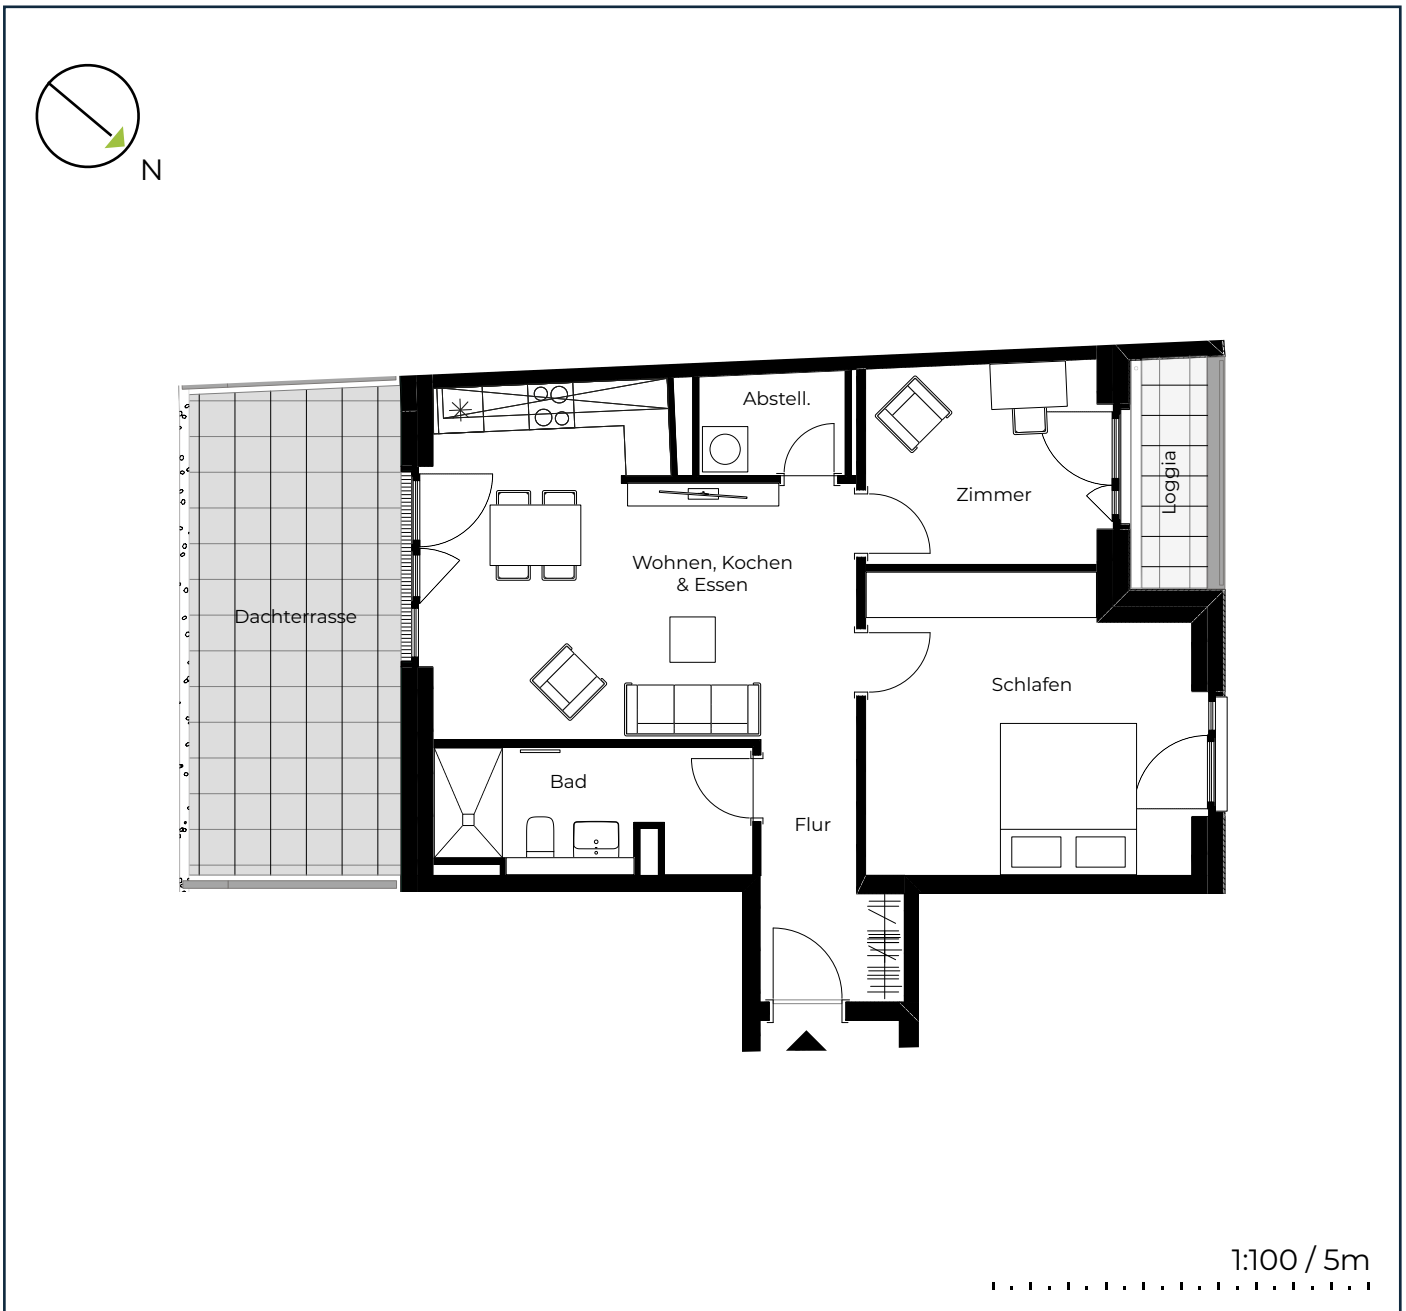 N
Abstell.
Loggia
Zimmer
Wohnen, Kochen
& Essen
Dachterrasse
Schlafen
Bad
Flur
1:100 / 5m